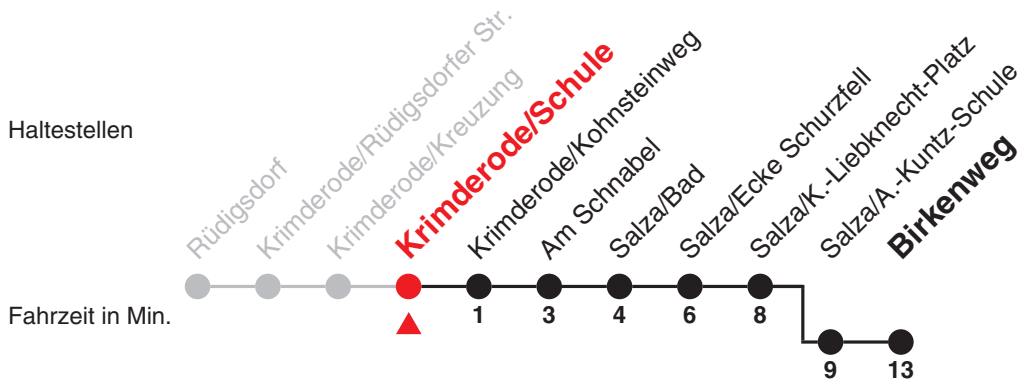 Haltestellen
Rüdigsdorf
Krimderode/Rüdigsdorfer Str.
Krimderode/Kreuzung
Krimderode/Schule
Krimderode/Kohnsteinweg
Am Schnabel
Salza/Bad
Salza/Ecke Schurzfell
Salza/K.-Liebknecht-Platz
Salza/A.-Kuntz-Schule
Birkenweg
Fahrzeit in Min.
1 3 4 6 8
9 13